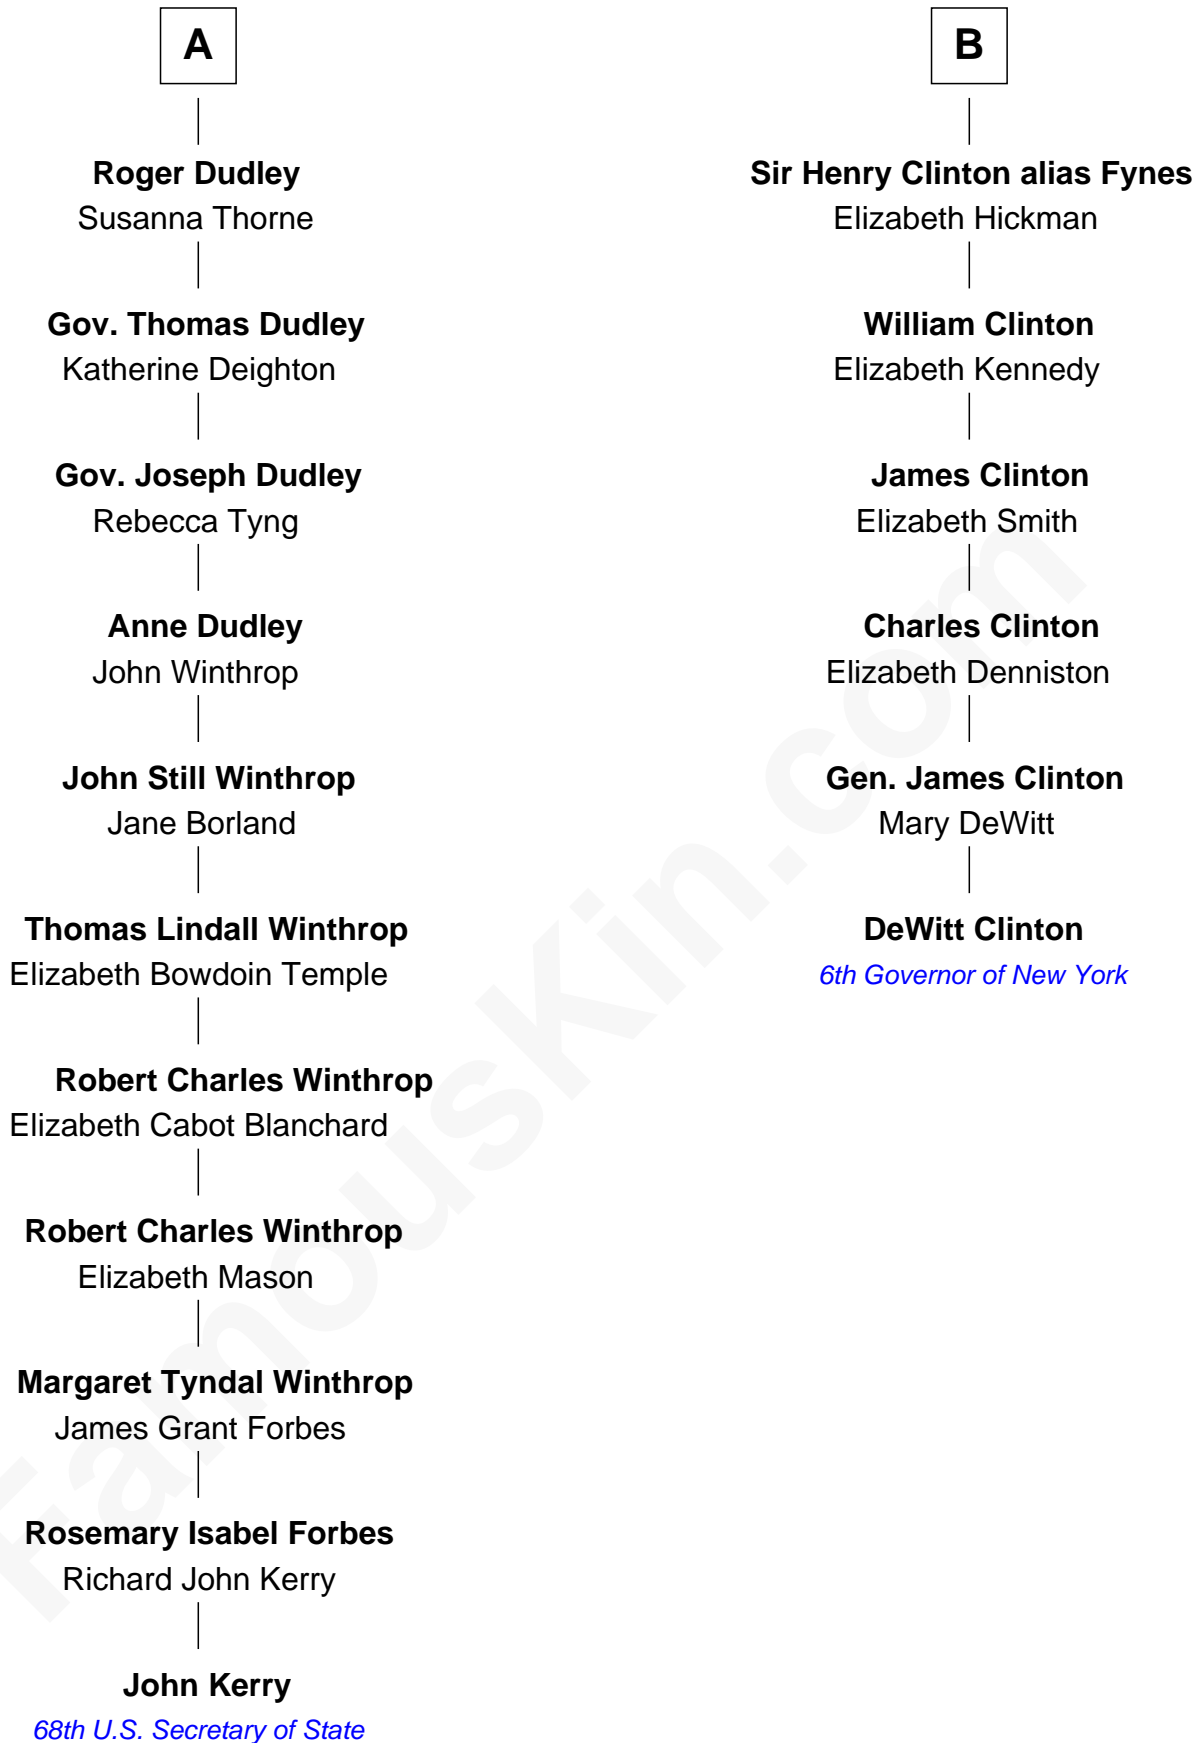 A
Roger Dudley
Susanna Thorne
Gov. Thomas Dudley
Katherine Deighton
Gov. Joseph Dudley
Rebecca Tyng
Anne Dudley
John Winthrop
John Still Winthrop
Jane Borland
Thomas Lindall Winthrop
Elizabeth Bowdoin Temple
Robert Charles Winthrop
Elizabeth Cabot Blanchard
Robert Charles Winthrop
Elizabeth Mason
Margaret Tyndal Winthrop
James Grant Forbes
Rosemary Isabel Forbes
Richard John Kerry
John Kerry
68th U.S. Secretary of State
B
Sir Henry Clinton alias Fynes
Elizabeth Hickman
William Clinton
Elizabeth Kennedy
James Clinton
Elizabeth Smith
Charles Clinton
Elizabeth Denniston
Gen. James Clinton
Mary DeWitt
DeWitt Clinton
6th Governor of New York
FamousKin.com